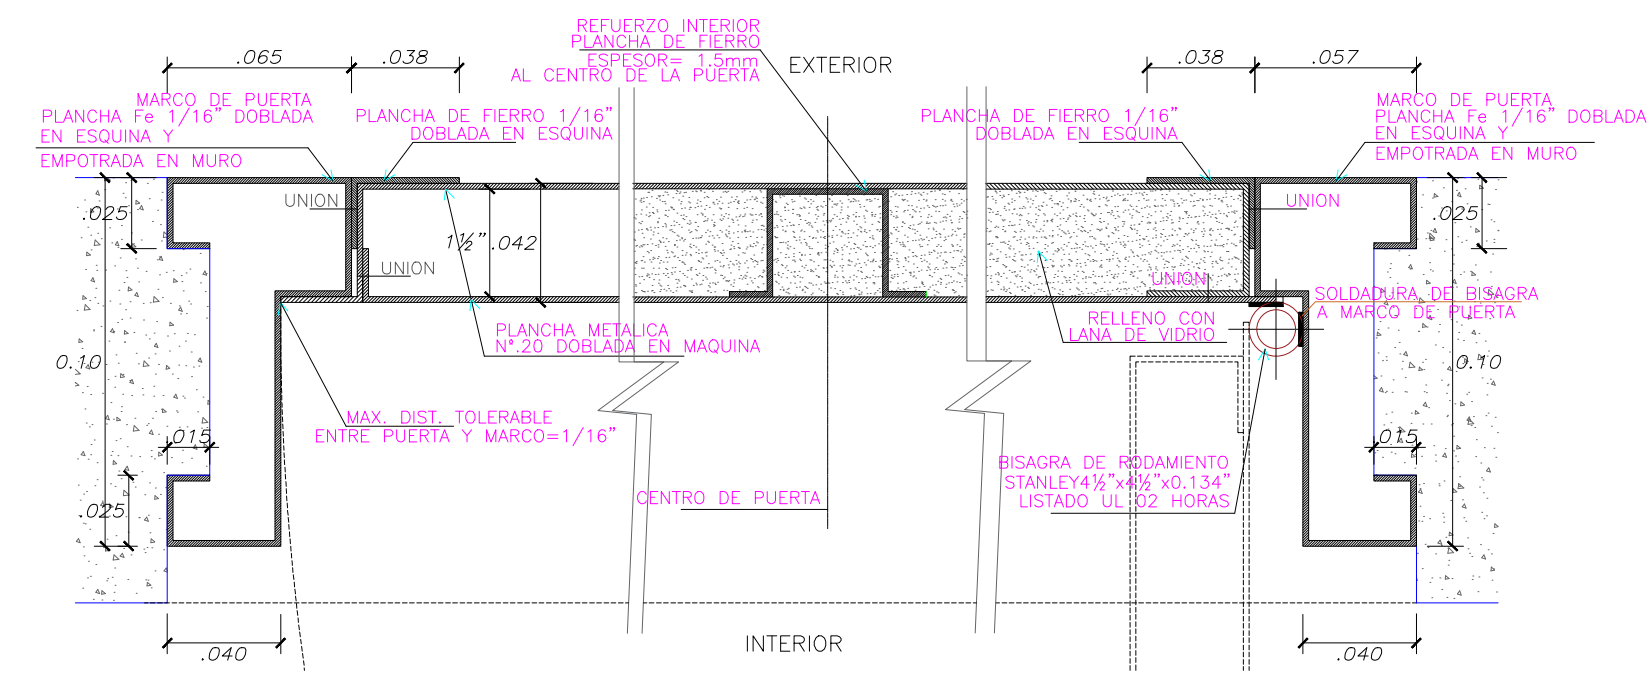 REFUERZO INTERIOR
PLANCHA DE FIERRO
ESPESOR= 1.5mm
AL CENTRO DE LA PUERTA
EXTERIOR
.065
.038
.038
.057
MARCO DE PUERTA
PLANCHA Fe 1/16" DOBLADA
EN ESQUINA Y
EMPOTRADA EN MURO
PLANCHA DE FIERRO 1/16"
DOBLADA EN ESQUINA
PLANCHA DE FIERRO 1/16"
DOBLADA EN ESQUINA
MARCO DE PUERTA
PLANCHA Fe 1/16" DOBLADA
EN ESQUINA Y
EMPOTRADA EN MURO
UNION
UNION
.025
.025
1½"
.042
UNION
UNION
SOLDADURA DE BISAGRA
A MARCO DE PUERTA
RELLENO CON
LANA DE VIDRIO
PLANCHA METALICA
Nº.20 DOBLADA EN MAQUINA
0.10
0.10
MAX. DIST. TOLERABLE
ENTRE PUERTA Y MARCO=1/16"
.015
.015
BISAGRA DE RODAMIENTO
STANLEY4½"x4½"x0.134"
LISTADO UL 02 HORAS
CENTRO DE PUERTA
.025
INTERIOR
.040
.040